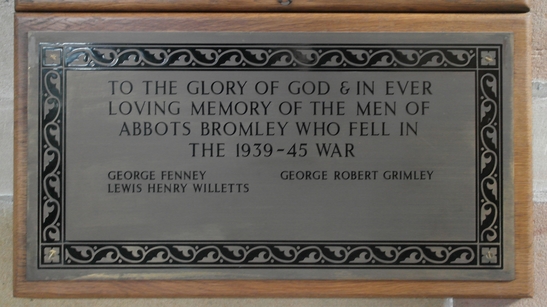 TO THE GLORY OF GOD & IN EVER
LOVING MEMORY OF THE MEN OF
ABBOTS BROMLEY WHO FELL IN
THE 1939-45 WAR
GEORGE FENNEY GEORGE ROBERT GRIMLEY
LEWIS HENRY WILLETTS